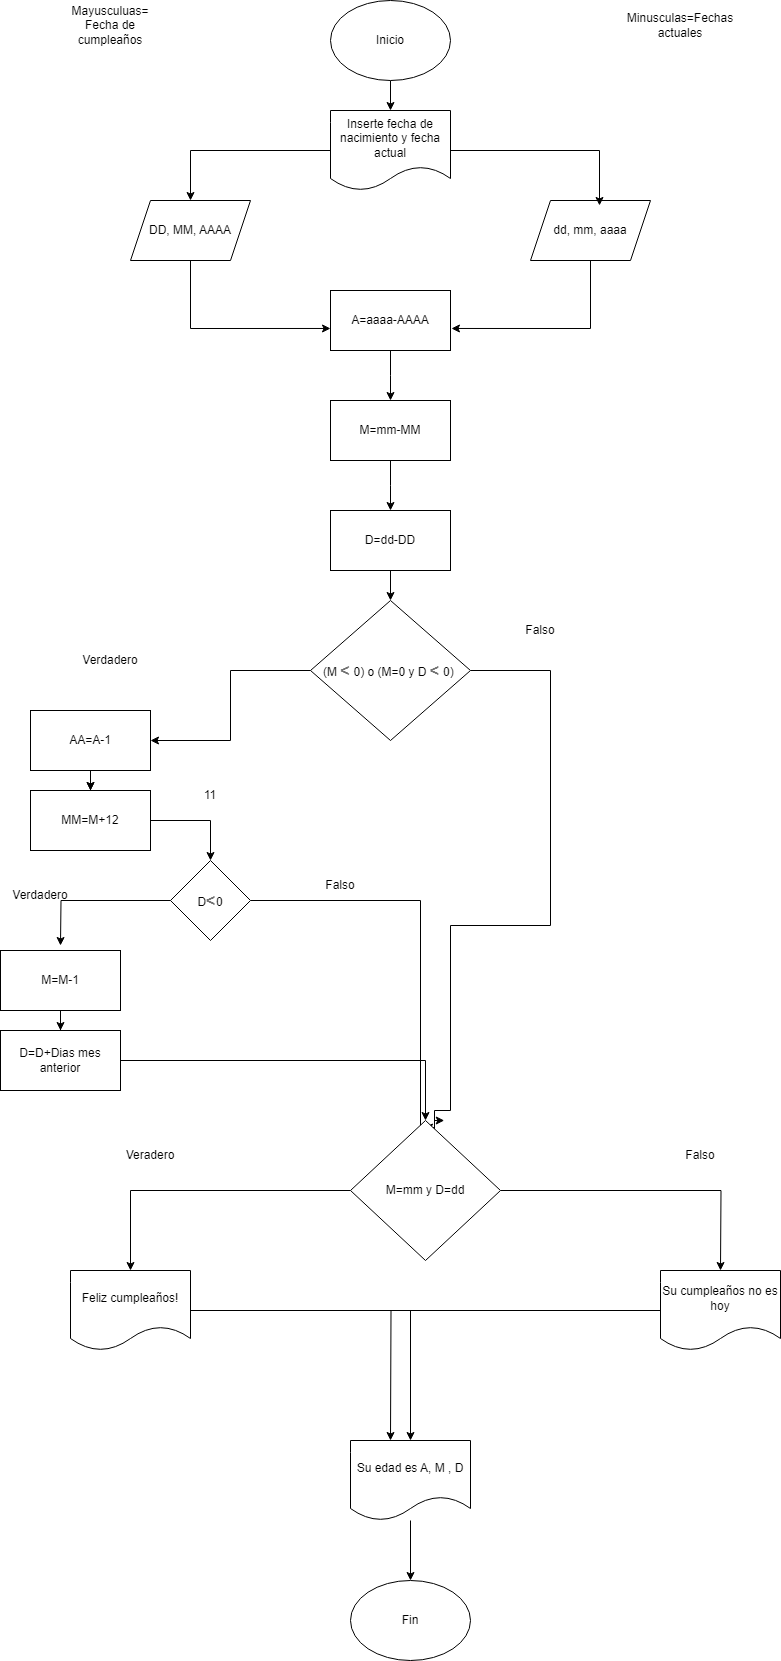 Mayusculuas=
Fecha de
cumpleaños
Inicio
Minusculas=Fechas
actuales
Inserte fecha de
nacimiento y fecha
actual
DD, MM, AAAA
dd, mm, aaaa
A=aaaa-AAAA
M=mm-MM
D=dd-DD
Falso
Verdadero
(M < 0) o (M=0 y D < 0)
AA=A-1
11
MM=M+12
Falso
Verdadero
D<0
M=M-1
D=D+Dias mes
anterior
Veradero
Falso
M=mm y D=dd
Feliz cumpleaños!
Su cumpleaños no es
hoy
Su edad es A, M , D
Fin